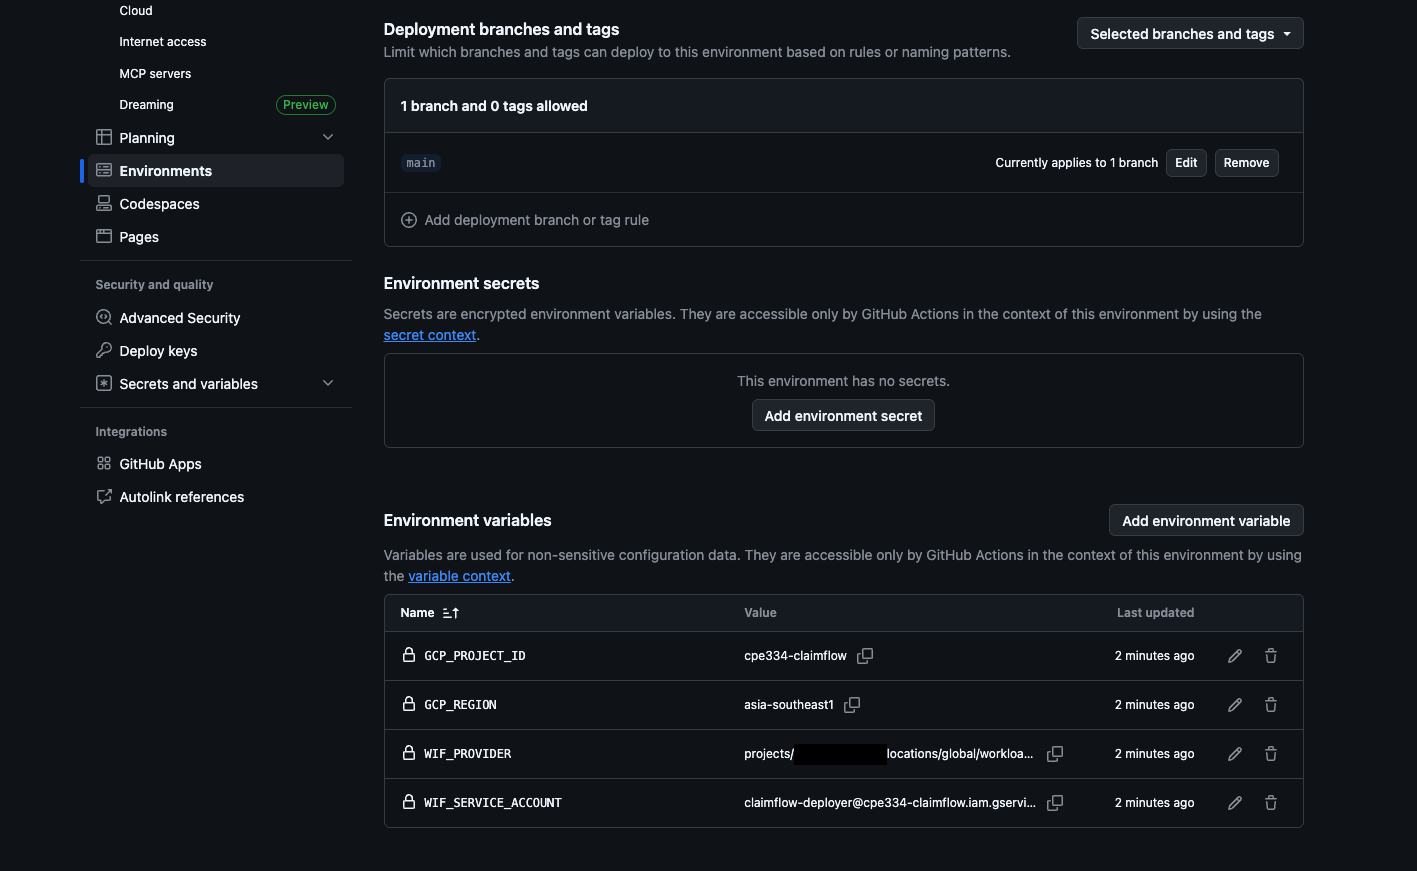 Cloud
Internet access
MCP servers
Dreaming Preview
Planning
Environments
Codespaces
Pages
Security and quality
Advanced Security
Deploy keys
Secrets and variables
Integrations
GitHub Apps
Autolink references
Deployment branches and tags
Limit which branches and tags can deploy to this environment based on rules or naming patterns.
Selected branches and tags
1 branch and 0 tags allowed
main Currently applies to 1 branch Edit Remove
Add deployment branch or tag rule
Environment secrets
Secrets are encrypted environment variables. They are accessible only by GitHub Actions in the context of this environment by using the
secret context.
This environment has no secrets.
Add environment secret
Environment variables
Add environment variable
Variables are used for non-sensitive configuration data. They are accessible only by GitHub Actions in the context of this environment by using
the variable context.
Name Value Last updated
GCP_PROJECT_ID cpe334-claimflow 2 minutes ago
GCP_REGION asia-southeast1 2 minutes ago
WIF_PROVIDER projects/ locations/global/workloa... 2 minutes ago
WIF_SERVICE_ACCOUNT claimflow-deployer@cpe334-claimflow.iam.gservi... 2 minutes ago